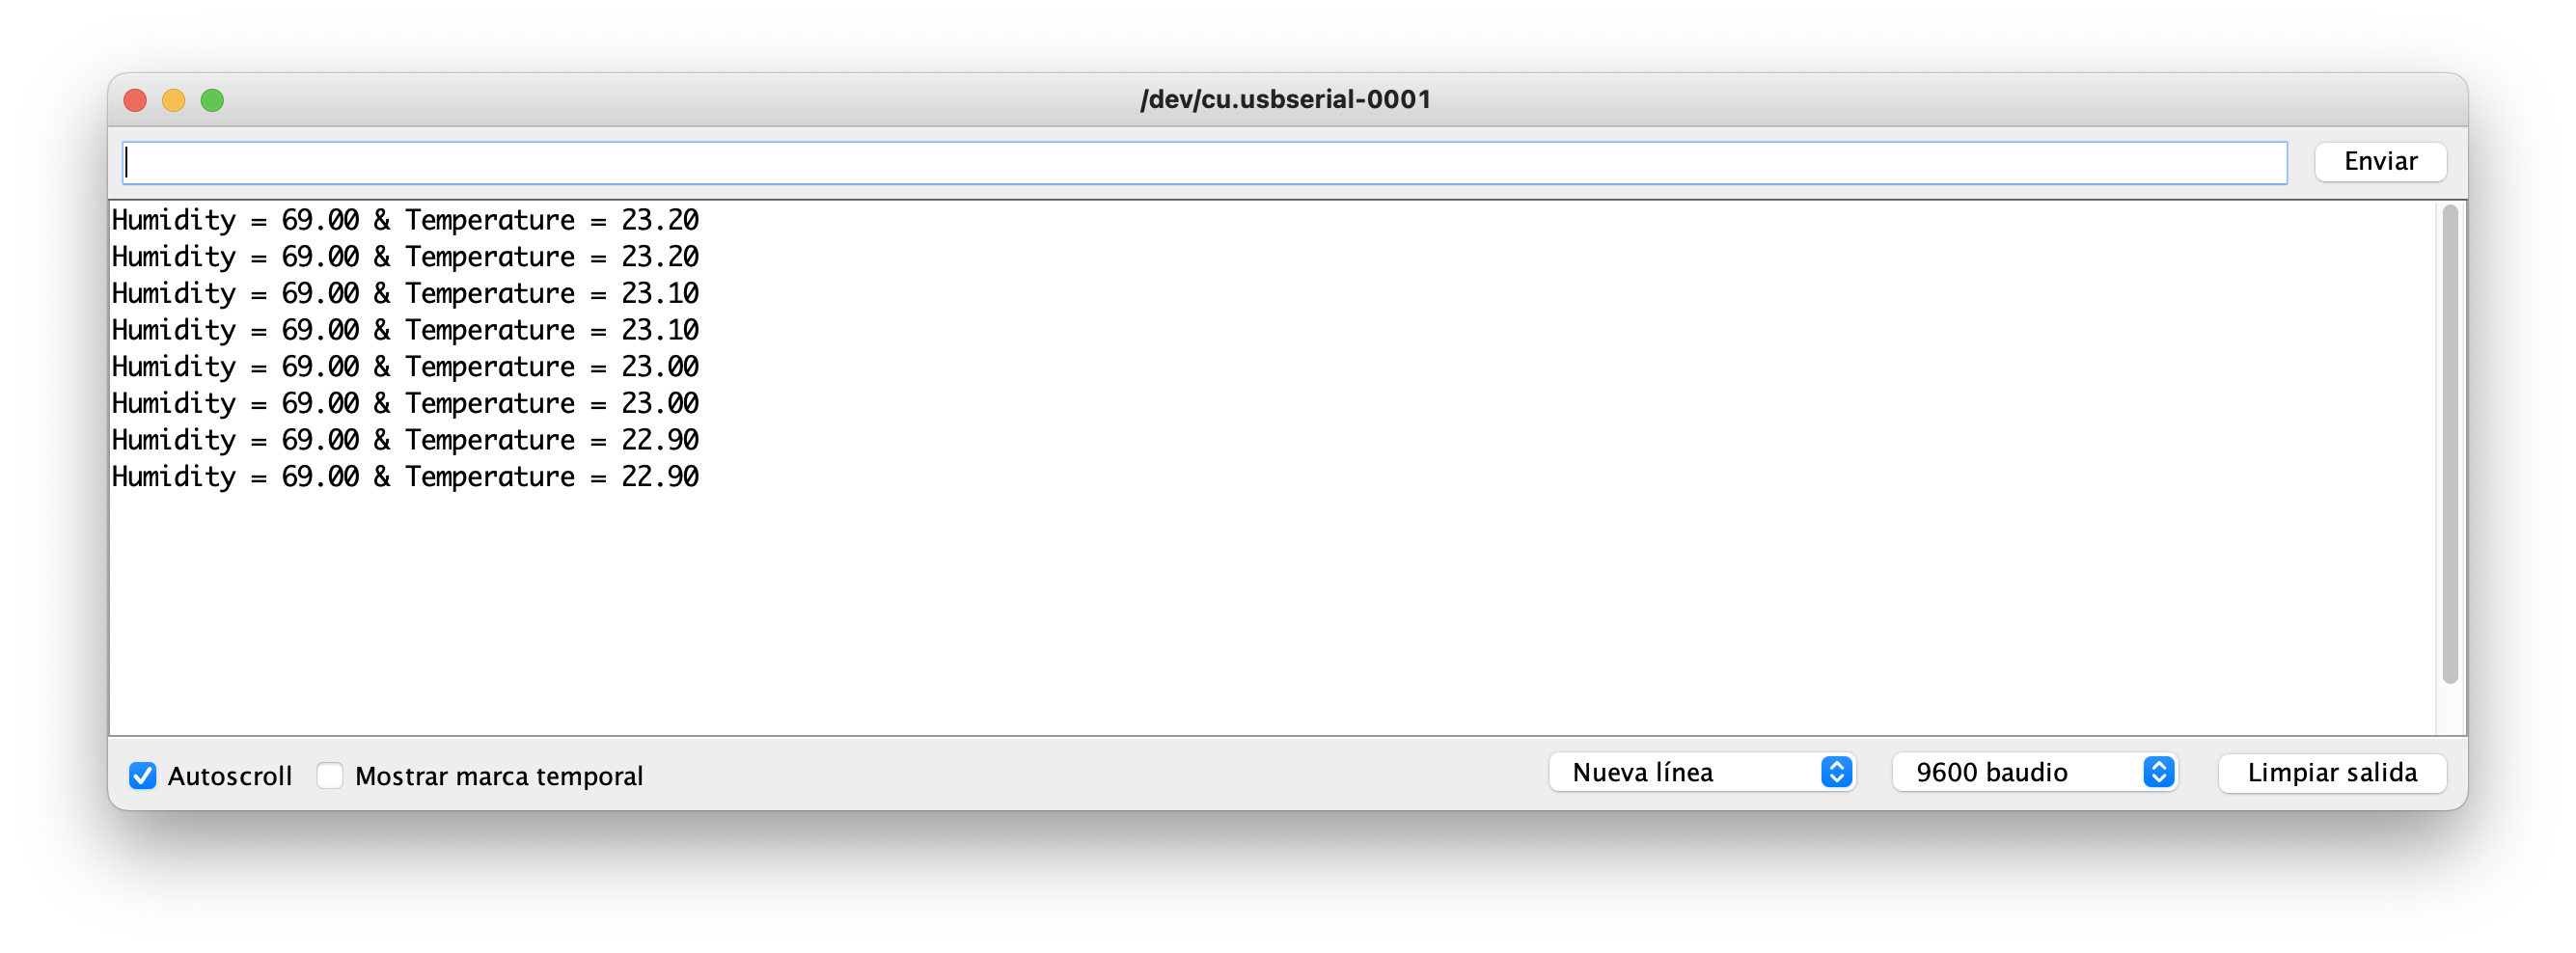 /dev/cu.usbserial-0001
Enviar
Humidity = 69.00 & Temperature = 23.20
Humidity = 69.00 & Temperature = 23.20
Humidity = 69.00 & Temperature = 23.10
Humidity = 69.00 & Temperature = 23.10
Humidity = 69.00 & Temperature = 23.00
Humidity = 69.00 & Temperature = 23.00
Humidity = 69.00 & Temperature = 22.90
Humidity = 69.00 & Temperature = 22.90
Autoscroll Mostrar marca temporal Nueva línea 9600 baudio Limpiar salida